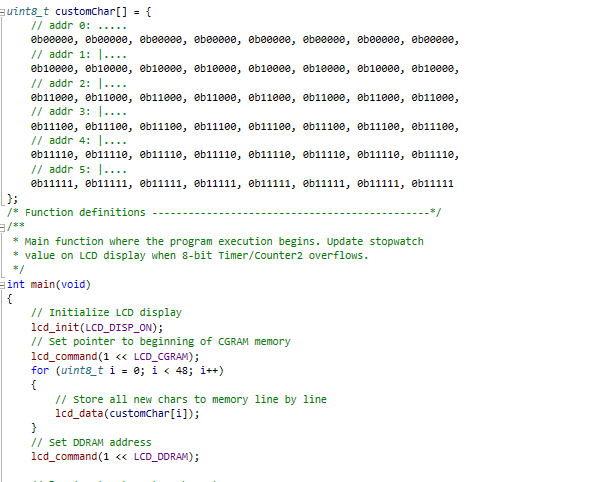 uint8_t customChar[] = {
    // addr 0: .....
    0b00000, 0b00000, 0b00000, 0b00000, 0b00000, 0b00000, 0b00000, 0b00000,
    // addr 1: |....
    0b10000, 0b10000, 0b10000, 0b10000, 0b10000, 0b10000, 0b10000, 0b10000,
    // addr 2: |....
    0b11000, 0b11000, 0b11000, 0b11000, 0b11000, 0b11000, 0b11000, 0b11000,
    // addr 3: |....
    0b11100, 0b11100, 0b11100, 0b11100, 0b11100, 0b11100, 0b11100, 0b11100,
    // addr 4: |....
    0b11110, 0b11110, 0b11110, 0b11110, 0b11110, 0b11110, 0b11110, 0b11110,
    // addr 5: |....
    0b11111, 0b11111, 0b11111, 0b11111, 0b11111, 0b11111, 0b11111, 0b11111
};
/* Function definitions ----------------------------------------------*/
/**
 * Main function where the program execution begins. Update stopwatch
 * value on LCD display when 8-bit Timer/Counter2 overflows.
 */
int main(void)
{
    // Initialize LCD display
    lcd_init(LCD_DISP_ON);
    // Set pointer to beginning of CGRAM memory
    lcd_command(1 << LCD_CGRAM);
    for (uint8_t i = 0; i < 48; i++)
    {
        // Store all new chars to memory line by line
        lcd_data(customChar[i]);
    }
    // Set DDRAM address
    lcd_command(1 << LCD_DDRAM);